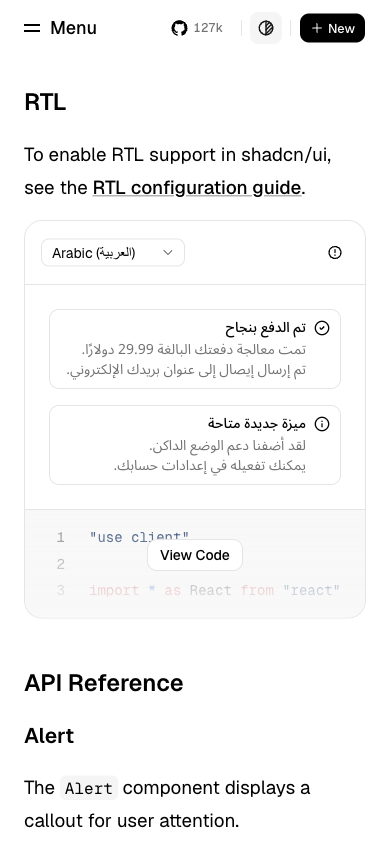 Menu
127k
New
RTL
To enable RTL support in shadcn/ui,
see the RTL configuration guide.
Arabic (العربية)
تم الدفع بنجاح
تمت معالجة دفعتك البالغة 29.99 دولارًا.
تم إرسال إيصال إلى عنوان بريدك الإلكتروني.
ميزة جديدة متاحة
لقد أضفنا دعم الوضع الداكن.
يمكنك تفعيله في إعدادات حسابك.
1 "use client"
2
View Code
3 import * as React from "react"
API Reference
Alert
The Alert component displays a
callout for user attention.